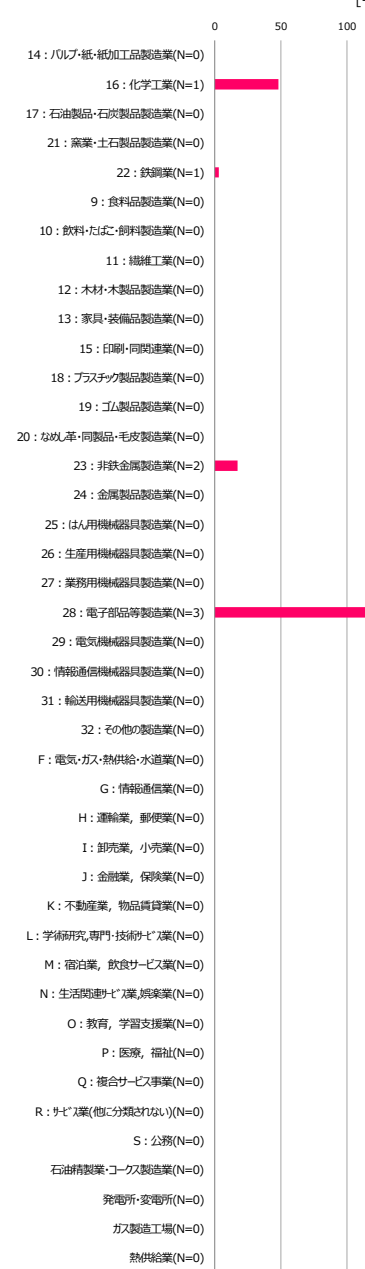 0 50 100
14：パルプ・紙・紙加工品製造業(N=0)
16：化学工業(N=1)
17：石油製品・石炭製品製造業(N=0)
21：窯業・土石製品製造業(N=0)
22：鉄鋼業(N=1)
9：食料品製造業(N=0)
10：飲料・たばこ・飼料製造業(N=0)
11：繊維工業(N=0)
12：木材・木製品製造業(N=0)
13：家具・装備品製造業(N=0)
15：印刷・同関連業(N=0)
18：プラスチック製品製造業(N=0)
19：ゴム製品製造業(N=0)
20：なめし革・同製品・毛皮製造業(N=0)
23：非鉄金属製造業(N=2)
24：金属製品製造業(N=0)
25：はん用機械器具製造業(N=0)
26：生産用機械器具製造業(N=0)
27：業務用機械器具製造業(N=0)
28：電子部品等製造業(N=3)
29：電気機械器具製造業(N=0)
30：情報通信機械器具製造業(N=0)
31：輸送用機械器具製造業(N=0)
32：その他の製造業(N=0)
F：電気・ガス・熱供給・水道業(N=0)
G：情報通信業(N=0)
H：運輸業，郵便業(N=0)
I：卸売業，小売業(N=0)
J：金融業，保険業(N=0)
K：不動産業，物品賃貸業(N=0)
L：学術研究,専門・技術ｻｰﾋﾞｽ業(N=0)
M：宿泊業，飲食サービス業(N=0)
N：生活関連ｻｰﾋﾞｽ業,娯楽業(N=0)
O：教育，学習支援業(N=0)
P：医療，福祉(N=0)
Q：複合サービス事業(N=0)
R：ｻｰﾋﾞｽ業(他に分類されない)(N=0)
S：公務(N=0)
石油精製業・コークス製造業(N=0)
発電所・変電所(N=0)
ガス製造工場(N=0)
熱供給業(N=0)